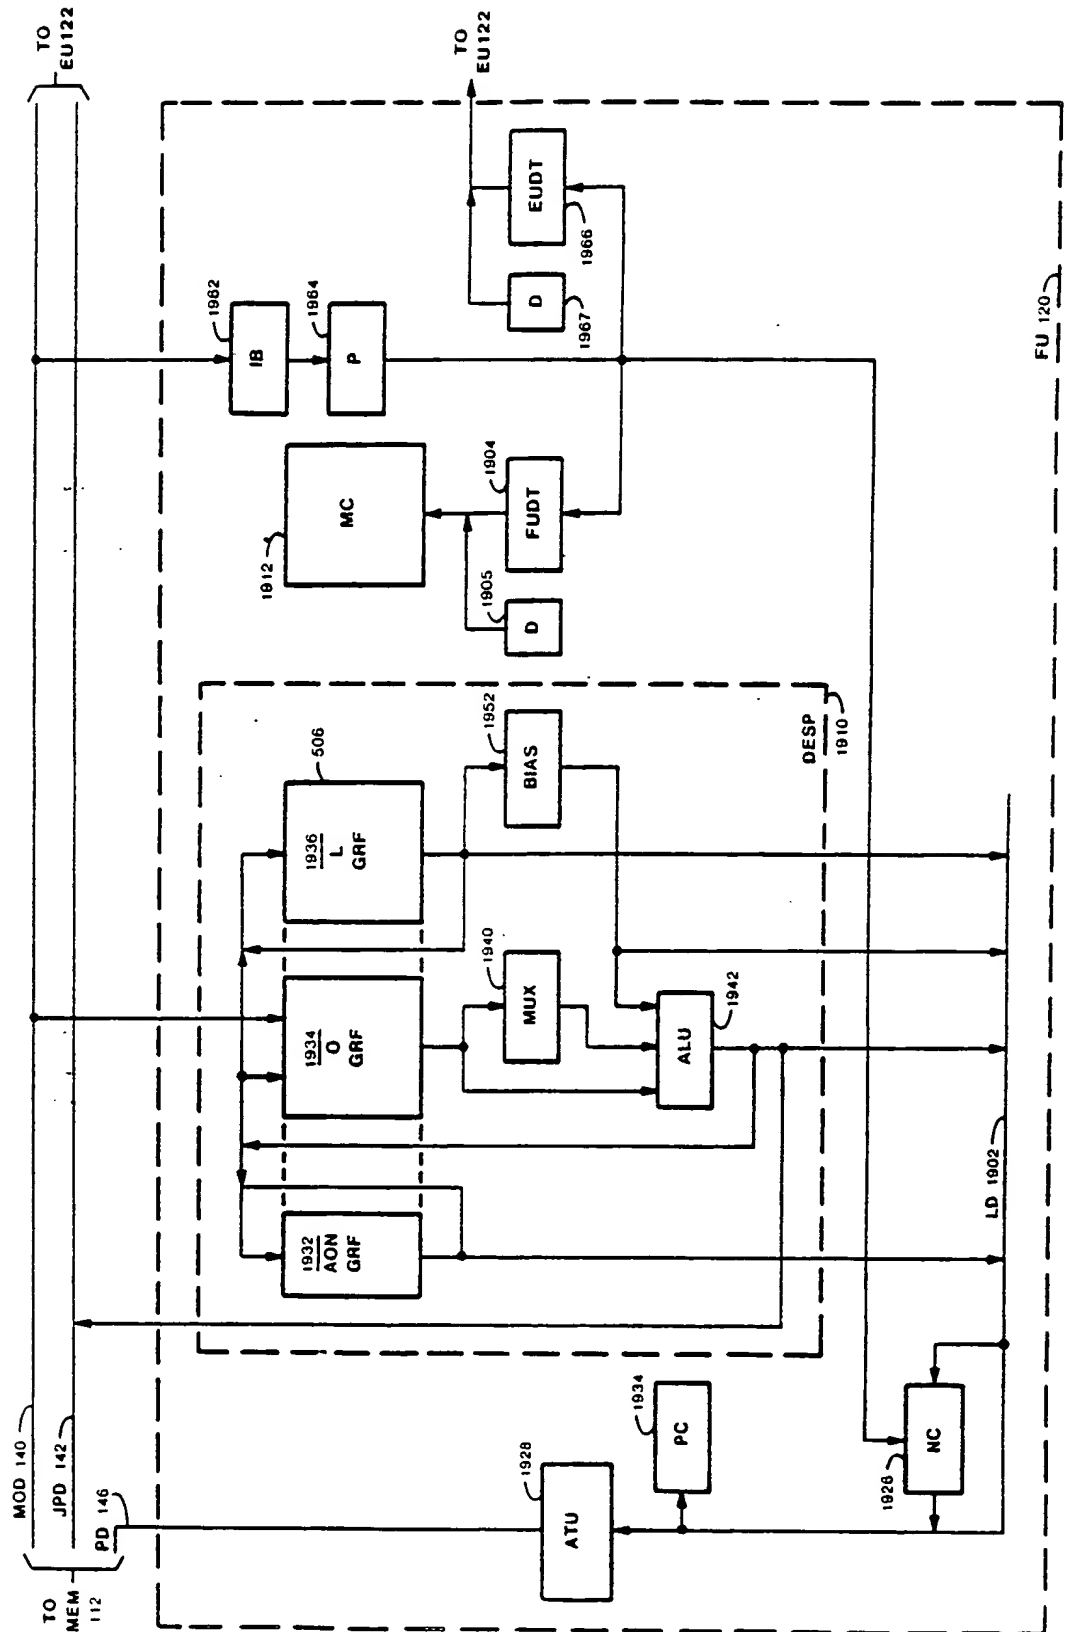 TO
MEM
112
MOD 140
JPD 142
PD 146
TO
EU122
TO
EU122
FU 120
ATU
1928
PC
1934
NC
1926
LD 1902
DESP
1910
1932
AON
GRF
1934
O
GRF
1936
L
GRF
506
MUX
1940
ALU
1942
BIAS
1952
MC
1912
D
1905
FUDT
1904
IB
1962
P
1964
D
1967
EUDT
1966